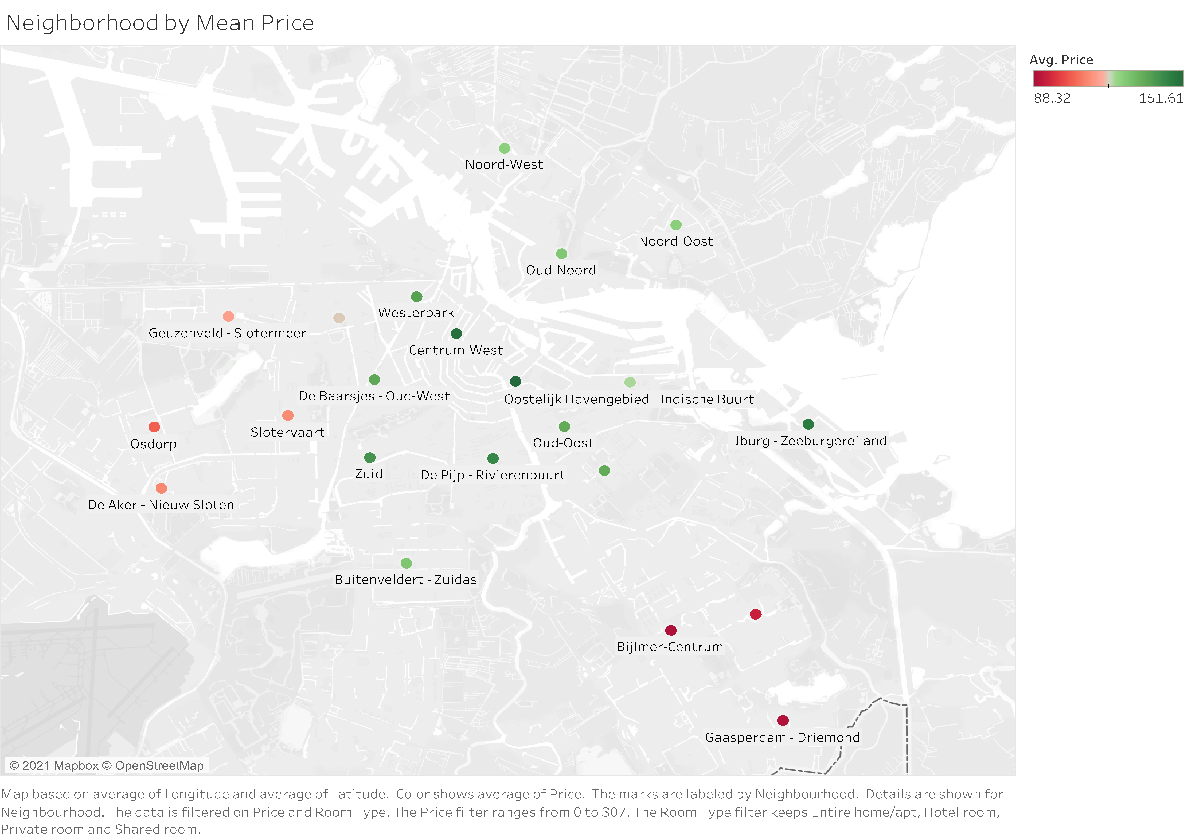 Neighborhood by Mean Price
Avg. Price
88.32
151.61
Noord-West
Noord Oost
Oud Noord
Westerpark
Geuzenveld - Slotermeer
Centrum West
De Baarsjes - Oud-West
Oostelijk Havengebied - Indische Buurt
Slotervaart
Osdorp
Oud-Oost
IJburg - Zeeburgereiland
Zuid
De Pijp - Rivierenbuurt
De Aker - Nieuw Sloten
Buitenveldert - Zuidas
Bijlmer-Centrum
Gaasperdam - Driemond
© 2021 Mapbox © OpenStreetMap
Map based on average of Longitude and average of Latitude. Color shows average of Price. The marks are labeled by Neighbourhood. Details are shown for
Neighbourhood. The data is filtered on Price and Room Type. The Price filter ranges from 0 to 307. The Room Type filter keeps Entire home/apt, Hotel room,
Private room and Shared room.